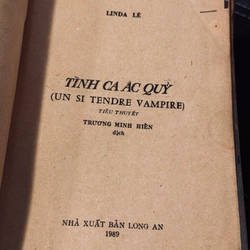 LINDA LÊ
TÌNH CA ÁC QUỶ
(UN SI TENDRE VAMPIRE)
TIỂU THUYẾT
TRƯƠNG MINH HIỀN
dịch
NHÀ XUẤT BẢN LONG AN
1989